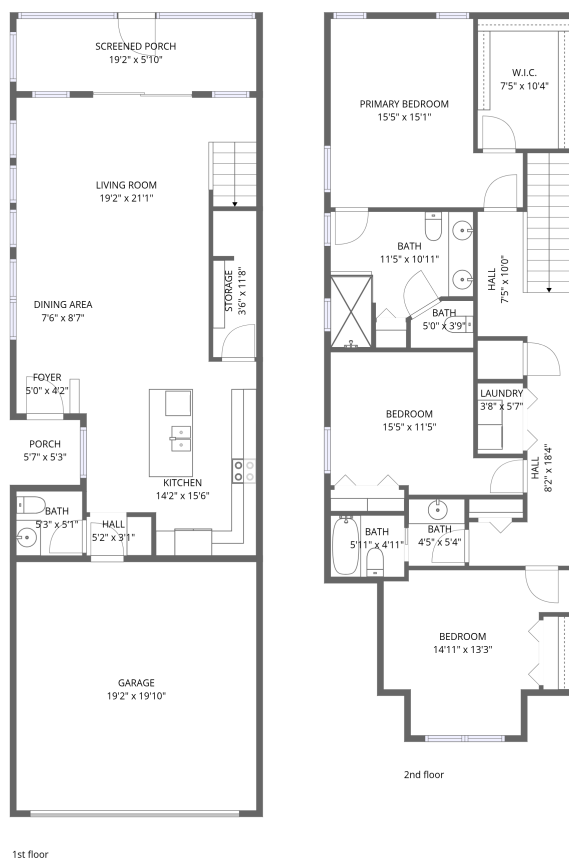 SCREENED PORCH
19'2" x 5'10"
LIVING ROOM
19'2" x 21'1"
STORAGE
3'6" x 11'8"
DINING AREA
7'6" x 8'7"
FOYER
5'0" x 4'2"
PORCH
5'7" x 5'3"
KITCHEN
14'2" x 15'6"
BATH
5'3" x 5'1"
HALL
5'2" x 3'1"
GARAGE
19'2" x 19'10"
1st floor
W.I.C.
7'5" x 10'4"
PRIMARY BEDROOM
15'5" x 15'1"
BATH
11'5" x 10'11"
HALL
7'5" x 10'0"
BATH
5'0" x 3'9"
LAUNDRY
3'8" x 5'7"
BEDROOM
15'5" x 11'5"
HALL
8'2" x 18'4"
BATH
5'11" x 4'11"
BATH
4'5" x 5'4"
BEDROOM
14'11" x 13'3"
2nd floor